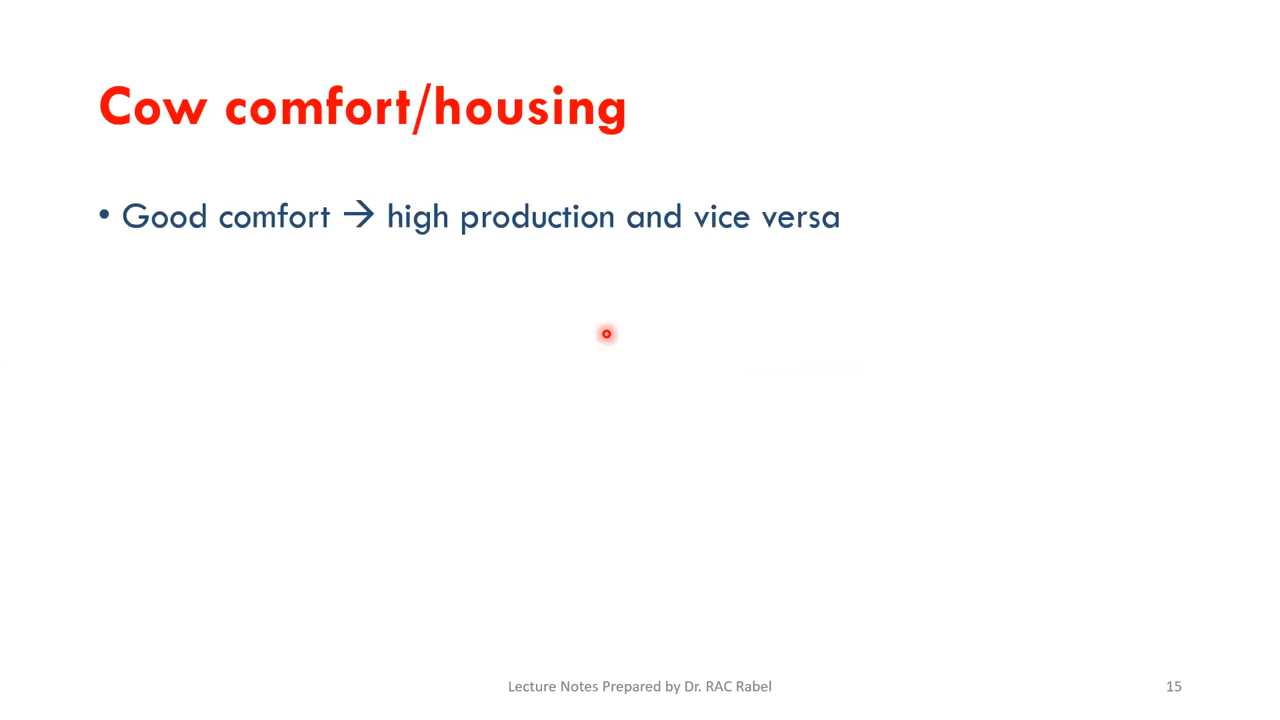 Cow comfort/housing
• Good comfort → high production and vice versa
Lecture Notes Prepared by Dr. RAC Rabel
15